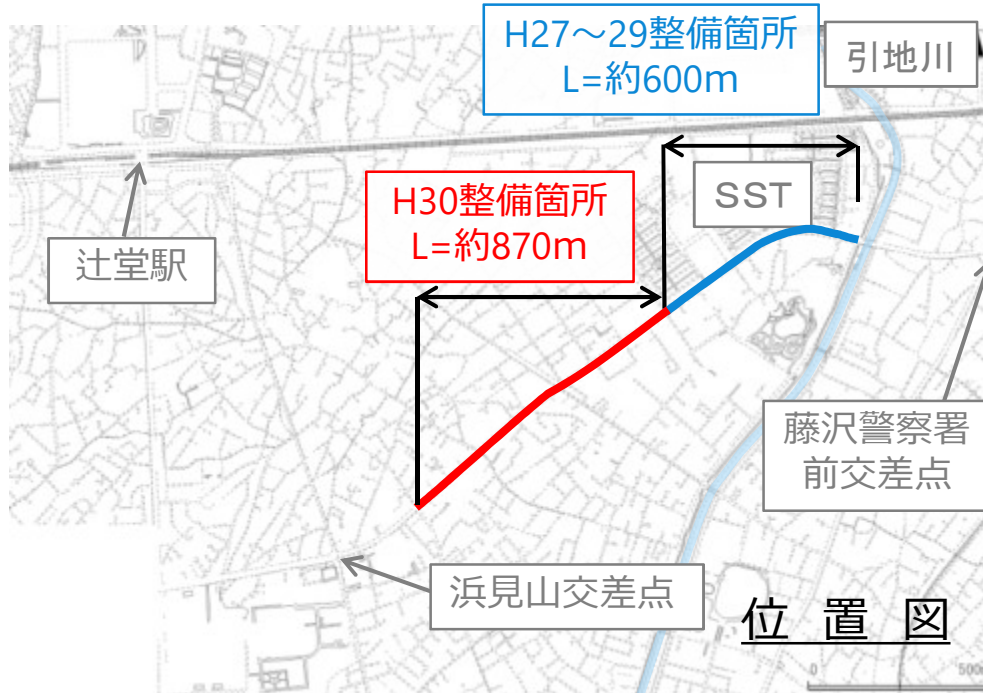 H27～29整備箇所
L=約600m
引地川
H30整備箇所
L=約870m
SST
辻堂駅
藤沢警察署
前交差点
浜見山交差点
位 置 図
0